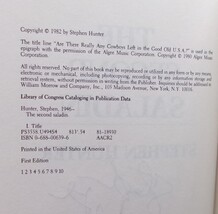 Copyright © 1982 by Stephen Hunter
The title line "Are There Really Any Cowboys Left in the Good Old U.S.A.?" is used in the
epigraph with the permission of the Alger Music Corporation. Copyright © 1980 Alger Music
Corporation.
All rights reserved. No part of this book may be reproduced or utilized in any form or by any means,
electronic or mechanical, including photocopying, recording or by any information storage and
retrieval system, without permission in writing from the Publisher. Inquiries should be addressed to
William Morrow and Company, Inc., 105 Madison Avenue, New York, N.Y. 10016.
Library of Congress Cataloging in Publication Data
Hunter, Stephen, 1946-
The second saladin.
I. Title.
PS3558.U494S4 813'.54
ISBN 0-688-00639-6 AACR2
Printed in the United States of America
First Edition
1 2 3 4 5 6 7 8 9 10